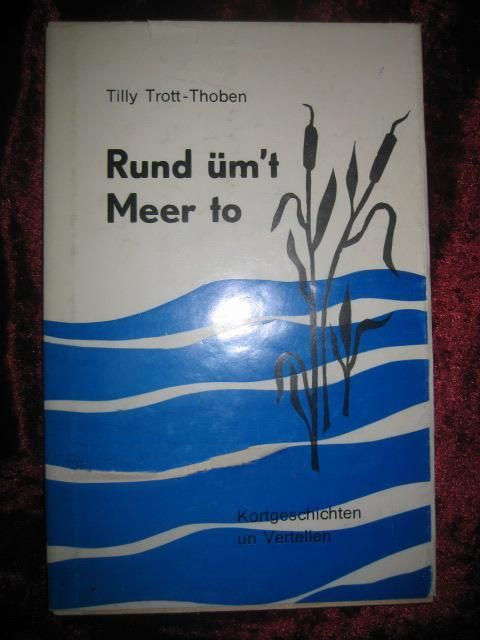 Tilly Trott-Thoben
Rund üm't
Meer to
Kortgeschichten
un Vertellen